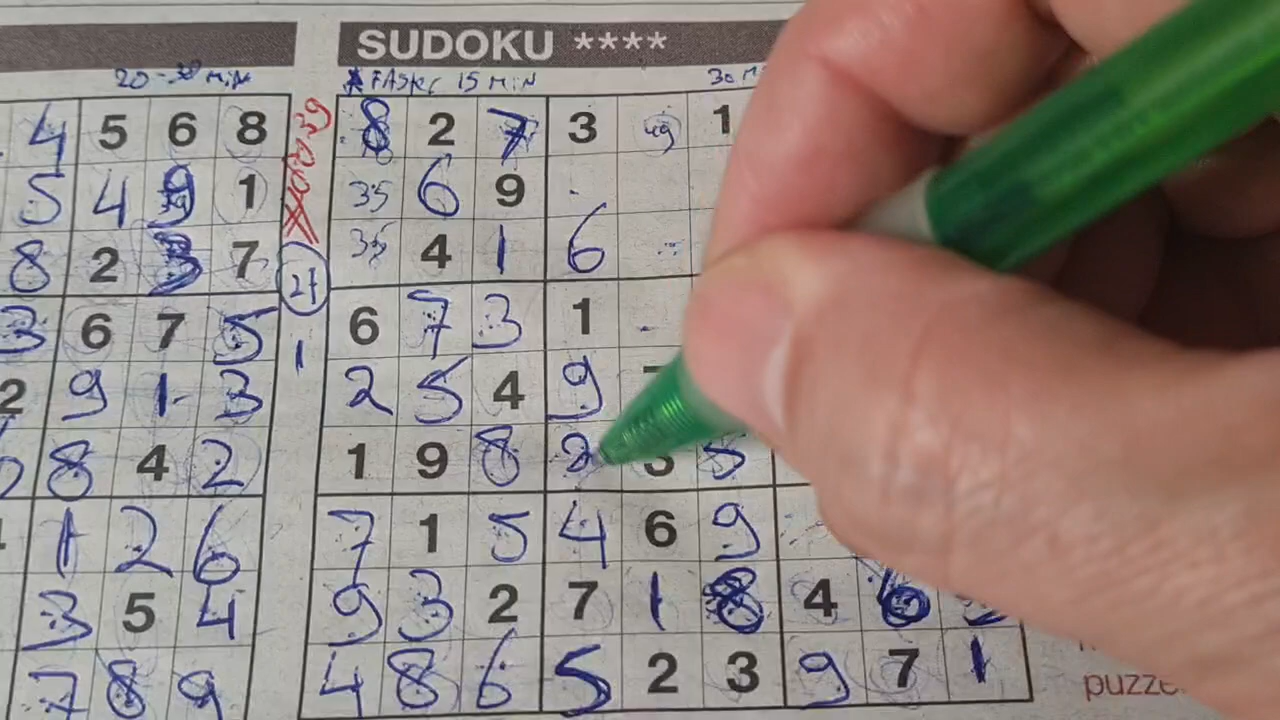 SUDOKU ****
20-30 min
FASter 15 MiN
30 M
4 5 6 8
8 2 7 3 49 1
5 4 9 1
35 6 9
8 2 3 7
35 4 1 6
21
3 6 7 5
1
6 7 3 1
2 9 1 3
2 5 4 9
8 4 2
1 9 8 2 3 5
1 2 6
7 1 5 4 6 9
3 5 4
9 3 2 7 1 8 4 6
7 8 9
4 8 6 5 2 3 9 7 1
puzze